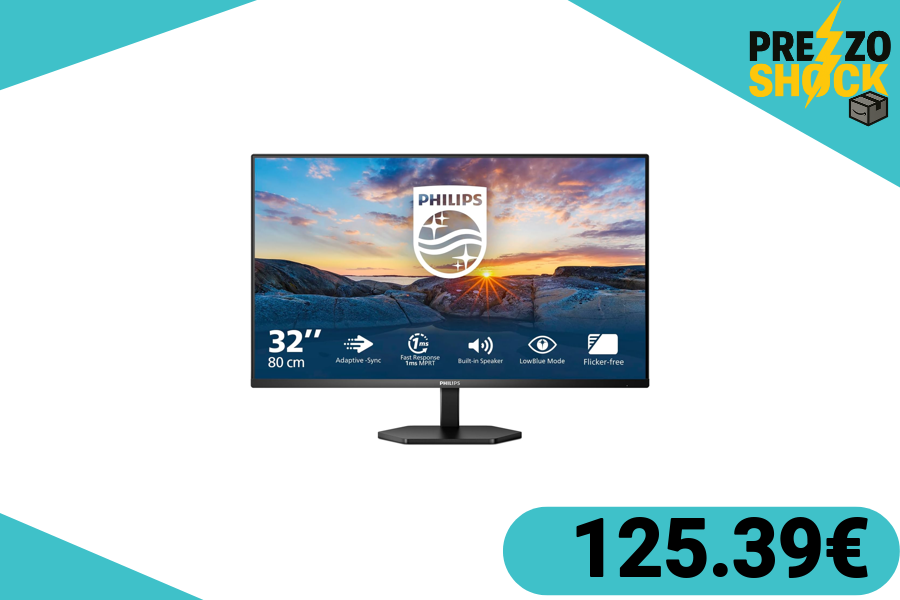 PREZZO
SHOCK
PHILIPS
32’’
80 cm
Adaptive -Sync
1ms
Fast Response
1ms MPRT
Built-in Speaker
LowBlue Mode
Flicker-free
PHILIPS
125.39€